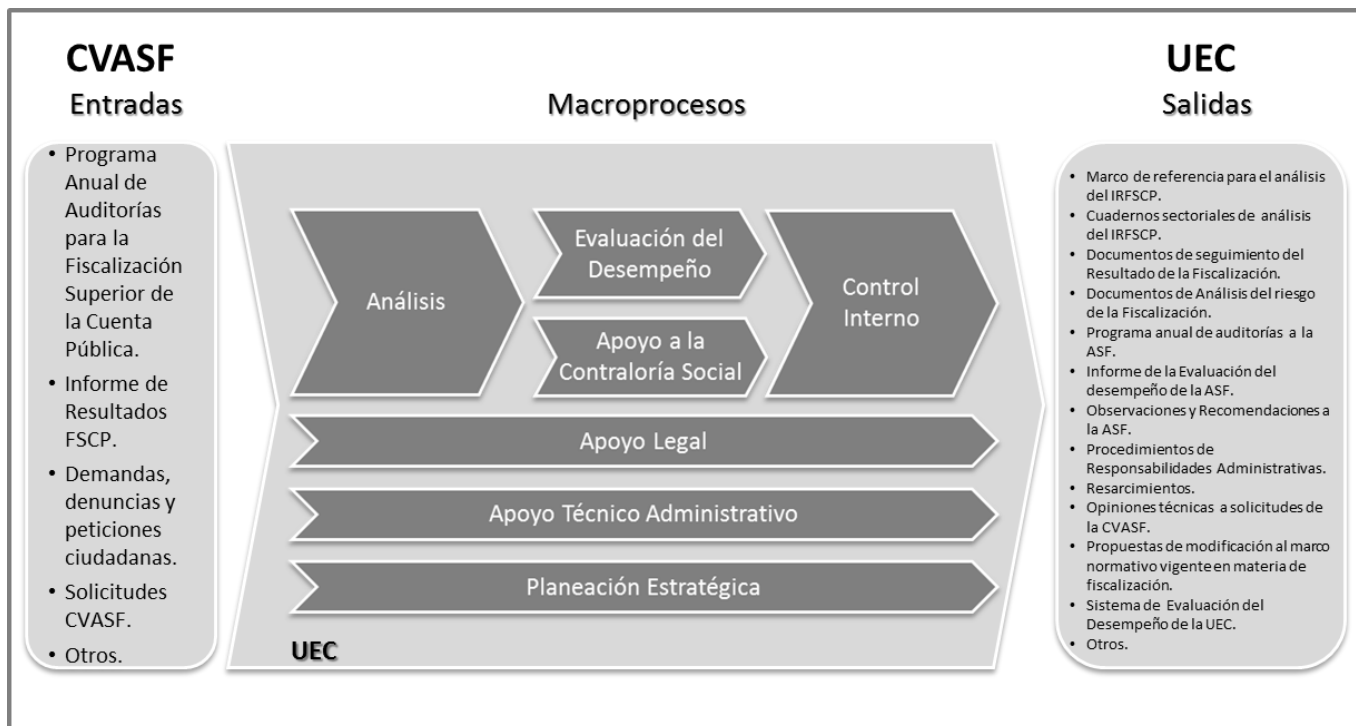 CVASF
Entradas
• Programa
Anual de
Auditorías
para la
Fiscalización
Superior de
la Cuenta
Pública.
• Informe de
Resultados
FSCP.
• Demandas,
denuncias y
peticiones
ciudadanas.
• Solicitudes
CVASF.
• Otros.
Macroprocesos
Análisis
Evaluación del
Desempeño
Apoyo a la
Contraloría Social
Control
Interno
Apoyo Legal
Apoyo Técnico Administrativo
Planeación Estratégica
UEC
UEC
Salidas
• Marco de referencia para el análisis
del IRFSCP.
• Cuadernos sectoriales de análisis
del IRFSCP.
• Documentos de seguimiento del
Resultado de la Fiscalización.
• Documentos de Análisis del riesgo
de la Fiscalización.
• Programa anual de auditorías a la
ASF.
• Informe de la Evaluación del
desempeño de la ASF.
• Observaciones y Recomendaciones a
la ASF.
• Procedimientos de
Responsabilidades Administrativas.
• Resarcimientos.
• Opiniones técnicas a solicitudes de
la CVASF.
• Propuestas de modificación al marco
normativo vigente en materia de
fiscalización.
• Sistema de Evaluación del
Desempeño de la UEC.
• Otros.